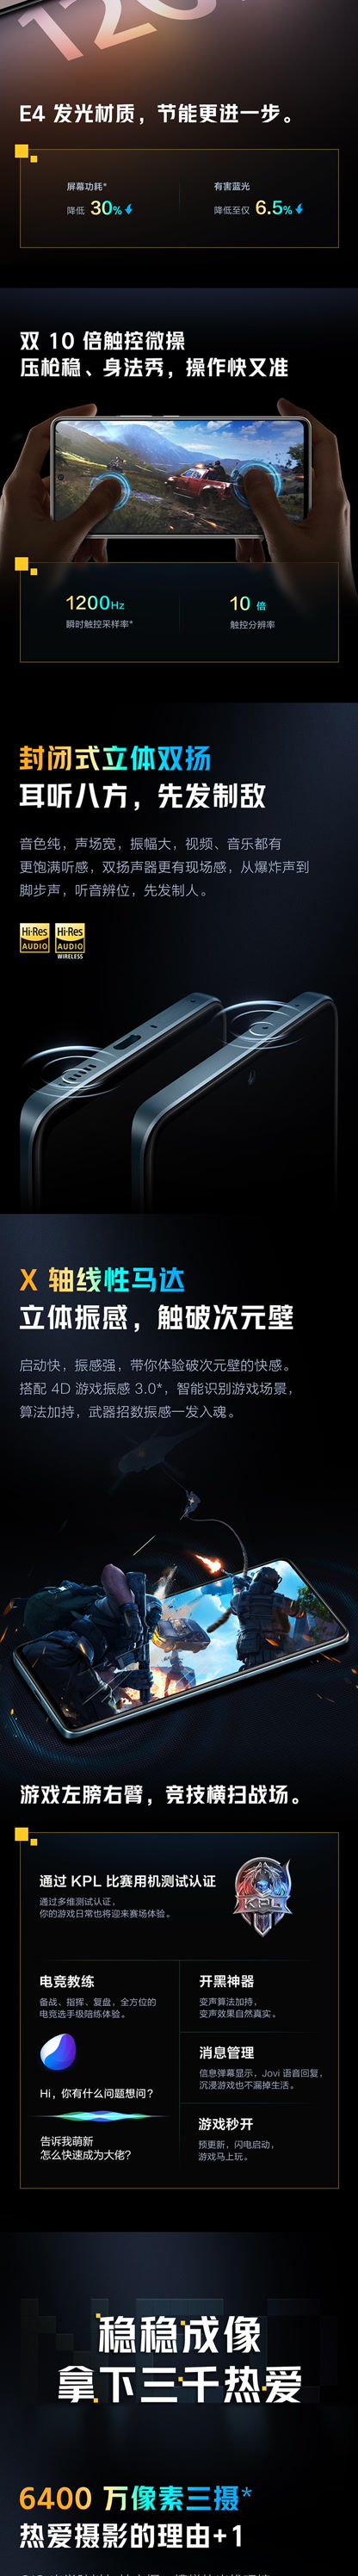 120
E4 发光材质，节能更进一步。
屏幕功耗*
降低 30%
有害蓝光
降低至仅 6.5%
双 10 倍触控微操
压枪稳、身法秀，操作快又准
1200Hz
瞬时触控采样率*
10 倍
触控分辨率
封闭式立体双扬
耳听八方，先发制敌
音色纯，声场宽，振幅大，视频、音乐都有
更饱满听感，双扬声器更有现场感，从爆炸声到
脚步声，听音辨位，先发制人。
Hi-Res
AUDIO
Hi-Res
AUDIO
WIRELESS
X 轴线性马达
立体振感，触破次元壁
启动快，振感强，带你体验破次元壁的快感。
搭配 4D 游戏振感 3.0*，智能识别游戏场景，
算法加持，武器招数振感一发入魂。
游戏左膀右臂，竞技横扫战场。
通过 KPL 比赛用机测试认证
通过多维测试认证，
你的游戏日常也将迎来赛场体验。
KPL
电竞教练
备战、指挥、复盘，全方位的
电竞选手级陪练体验。
Hi，你有什么问题想问？
告诉我萌新
怎么快速成为大佬？
开黑神器
变声算法加持，
变声效果自然真实。
消息管理
信息弹幕显示，Jovi 语音回复，
沉浸游戏也不漏掉生活。
游戏秒开
预更新，闪电启动，
游戏马上玩。
稳稳成像
拿下三千热爱
6400 万像素三摄*
热爱摄影的理由+1